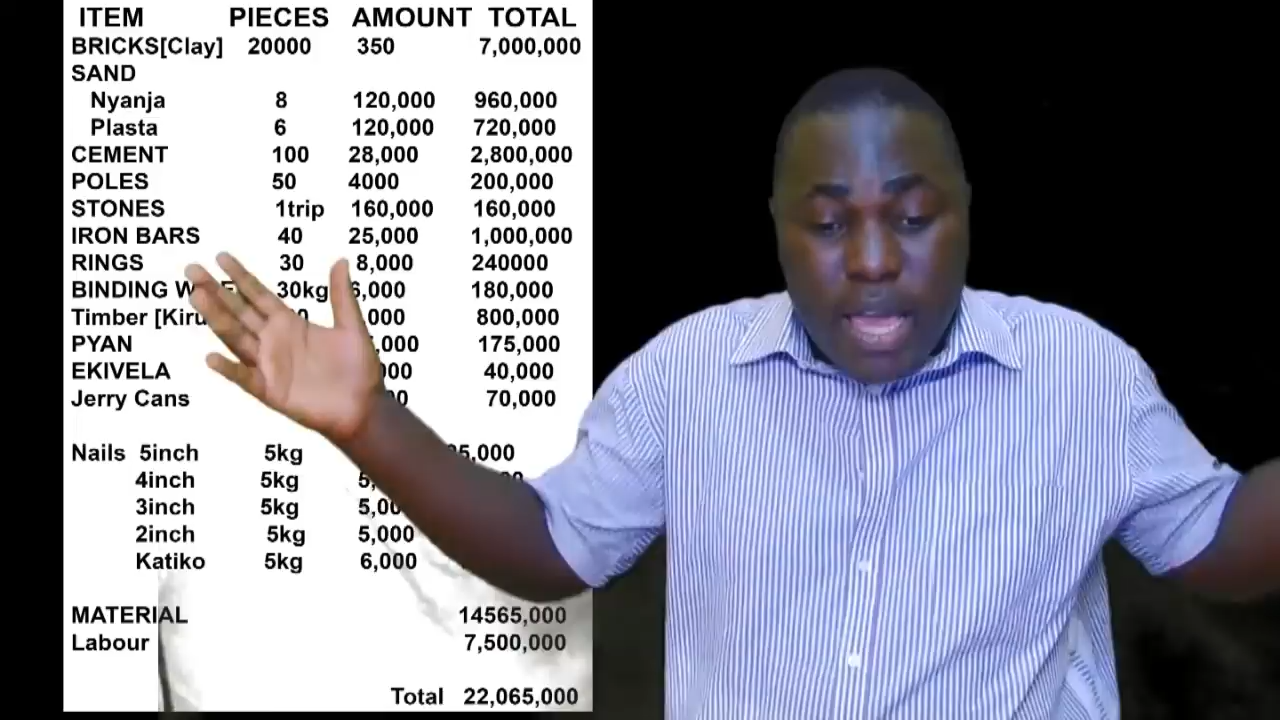 ITEM PIECES AMOUNT TOTAL
BRICKS[Clay] 20000 350 7,000,000
SAND
Nyanja 8 120,000 960,000
Plasta 6 120,000 720,000
CEMENT 100 28,000 2,800,000
POLES 50 4000 200,000
STONES 1trip 160,000 160,000
IRON BARS 40 25,000 1,000,000
RINGS 30 8,000 240000
BINDING 30kg 6,000 180,000
Timber 800,000
PYAN 175,000
EKIVELA 40,000
Jerry Cans 70,000
Nails 5inch 5kg
4inch 5kg
3inch 5kg
2inch 5kg 5,000
Katiko 5kg 6,000
MATERIAL 14565,000
Labour 7,500,000
Total 22,065,000